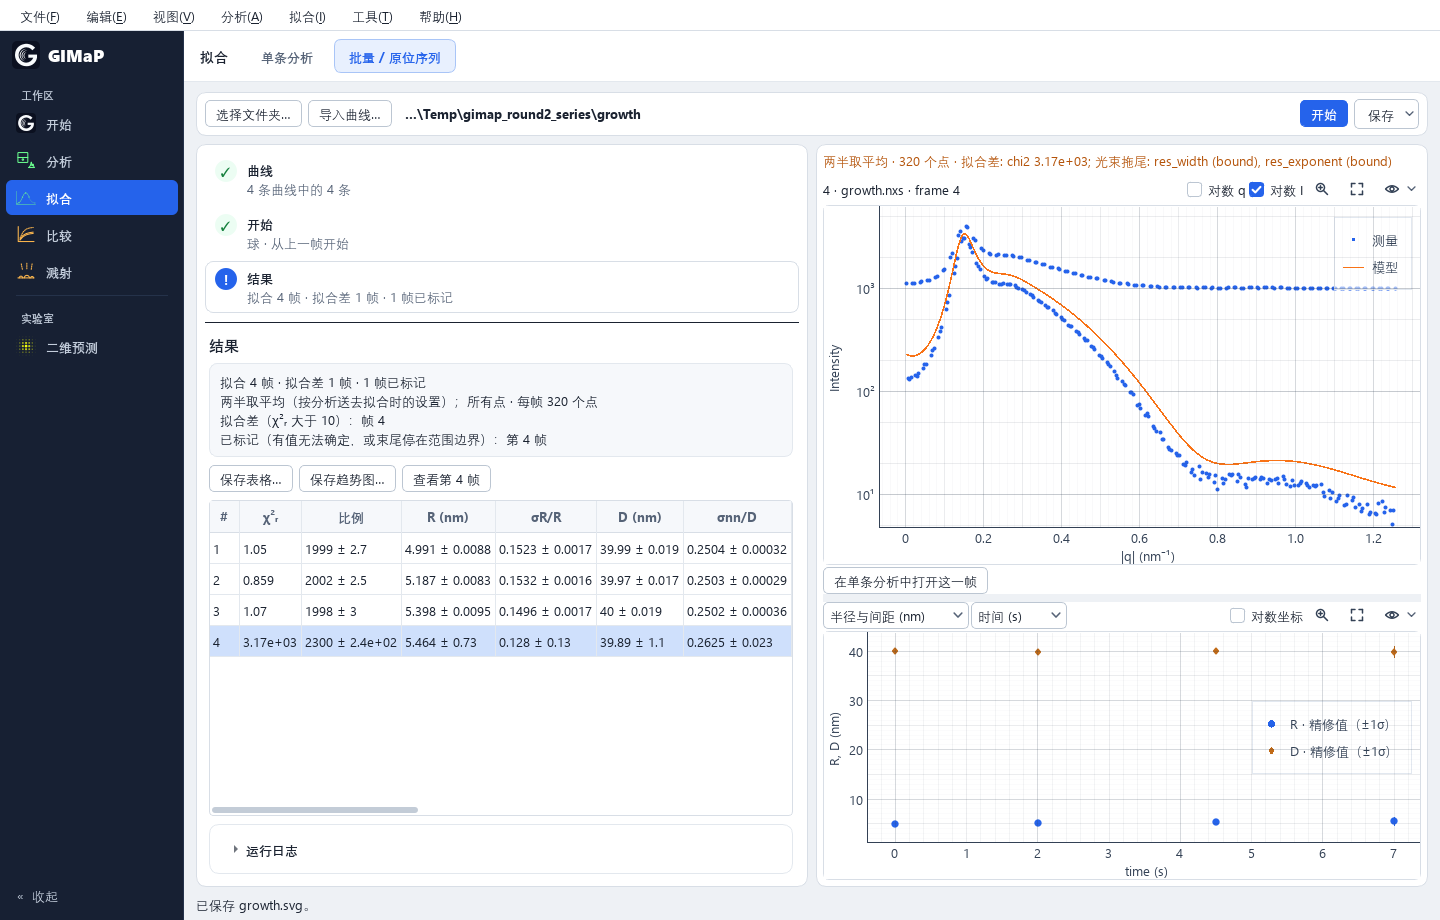 文件(F) 编辑(E) 视图(V) 分析(A) 拟合(I) 工具(T) 帮助(H)
GIMaP
工作区
开始
分析
拟合
比较
溅射
实验室
二维预测
« 收起
拟合 单条分析 批量 / 原位序列
选择文件夹... 导入曲线... ...\Temp\gimap_round2_series\growth 开始 保存
曲线
4 条曲线中的 4 条
开始
球 · 从上一帧开始
结果
拟合 4 帧 · 拟合差 1 帧 · 1 帧已标记
结果
拟合 4 帧 · 拟合差 1 帧 · 1 帧已标记
两半取平均（按分析送去拟合时的设置）；所有点 · 每帧 320 个点
拟合差（χ²ᵣ 大于 10）：帧 4
已标记（有值无法确定，或束尾停在范围边界）：第 4 帧
保存表格... 保存趋势图... 查看第 4 帧
# χ²ᵣ 比例 R (nm) σR/R D (nm) σnn/D
1 1.05 1999 ± 2.7 4.991 ± 0.0088 0.1523 ± 0.0017 39.99 ± 0.019 0.2504 ± 0.00032
2 0.859 2002 ± 2.5 5.187 ± 0.0083 0.1532 ± 0.0016 39.97 ± 0.017 0.2503 ± 0.00029
3 1.07 1998 ± 3 5.398 ± 0.0095 0.1496 ± 0.0017 40 ± 0.019 0.2502 ± 0.00036
4 3.17e+03 2300 ± 2.4e+02 5.464 ± 0.73 0.128 ± 0.13 39.89 ± 1.1 0.2625 ± 0.023
运行日志
两半取平均 · 320 个点 · 拟合差: chi2 3.17e+03; 光束拖尾: res_width (bound), res_exponent (bound)
4 · growth.nxs · frame 4 对数 q 对数 I
测量
模型
10³
10²
10¹
Intensity
0 0.2 0.4 0.6 0.8 1.0 1.2
|q| (nm⁻¹)
在单条分析中打开这一帧
半径与间距 (nm) 时间 (s) 对数坐标
40
30
20
10
R, D (nm)
R · 精修值（±1σ）
D · 精修值（±1σ）
0 1 2 3 4 5 6 7
time (s)
已保存 growth.svg。